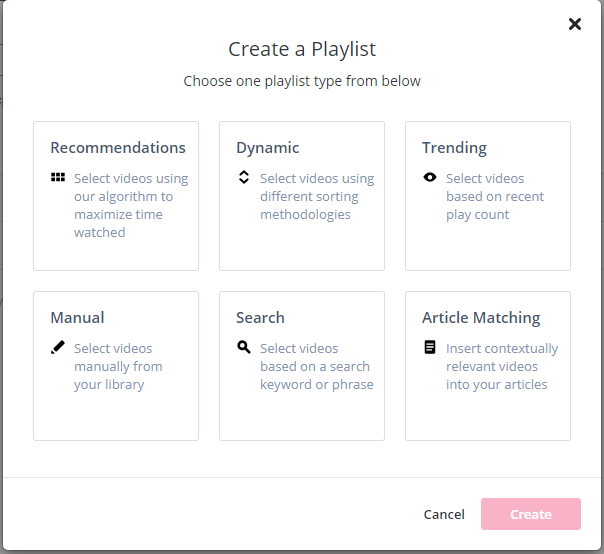 Create a Playlist
Choose one playlist type from below
Recommendations
Select videos using
our algorithm to
maximize time
watched
Dynamic
Select videos using
different sorting
methodologies
Trending
Select videos
based on recent
play count
Manual
Select videos
manually from
your library
Search
Select videos
based on a search
keyword or phrase
Article Matching
Insert contextually
relevant videos
into your articles
Cancel
Create